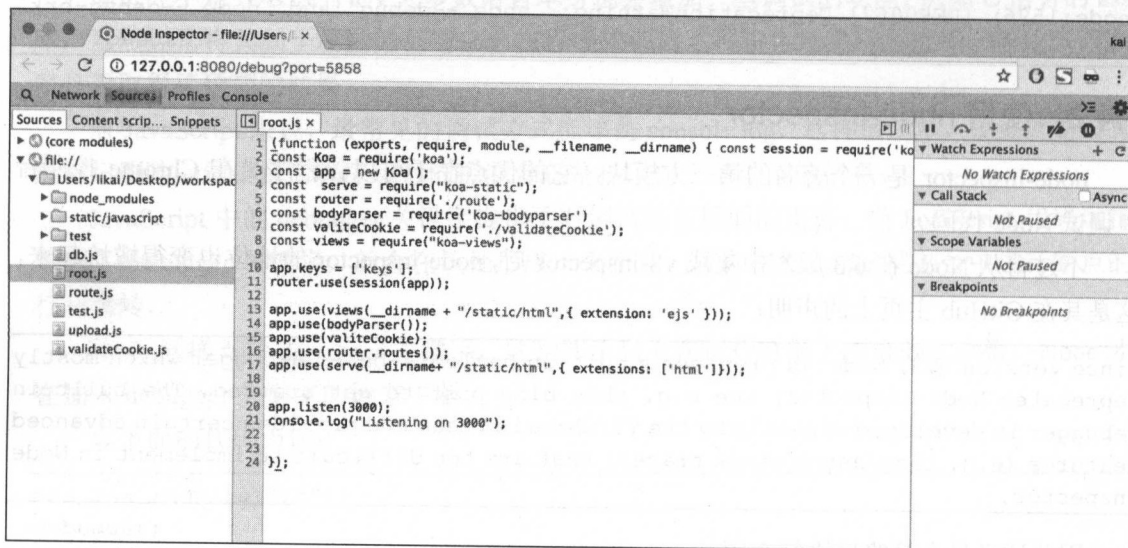 Node Inspector - file:///Users/l ×
kai
127.0.0.1:8080/debug?port=5858
Network Sources Profiles Console
Sources Content scrip... Snippets
root.js ×
(core modules)
file://
Users/likai/Desktop/workspac
node_modules
static/javascript
test
db.js
root.js
route.js
test.js
upload.js
validateCookie.js
1 (function (exports, require, module, __filename, __dirname) { const session = require('ko
2 const Koa = require('koa');
3 const app = new Koa();
4 const  serve = require("koa-static");
5 const router = require('./route');
6 const bodyParser = require('koa-bodyparser')
7 const valiteCookie = require('./validateCookie');
8 const views = require("koa-views");
9
10 app.keys = ['keys'];
11 router.use(session(app));
12
13 app.use(views(__dirname + "/static/html",{ extension: 'ejs' }));
14 app.use(bodyParser());
15 app.use(valiteCookie);
16 app.use(router.routes());
17 app.use(serve(__dirname+ "/static/html",{ extensions: ['html']}));
18
19
20 app.listen(3000);
21 console.log("Listening on 3000");
22
23
24 });
Watch Expressions
No Watch Expressions
Call Stack
Async
Not Paused
Scope Variables
Not Paused
Breakpoints
No Breakpoints